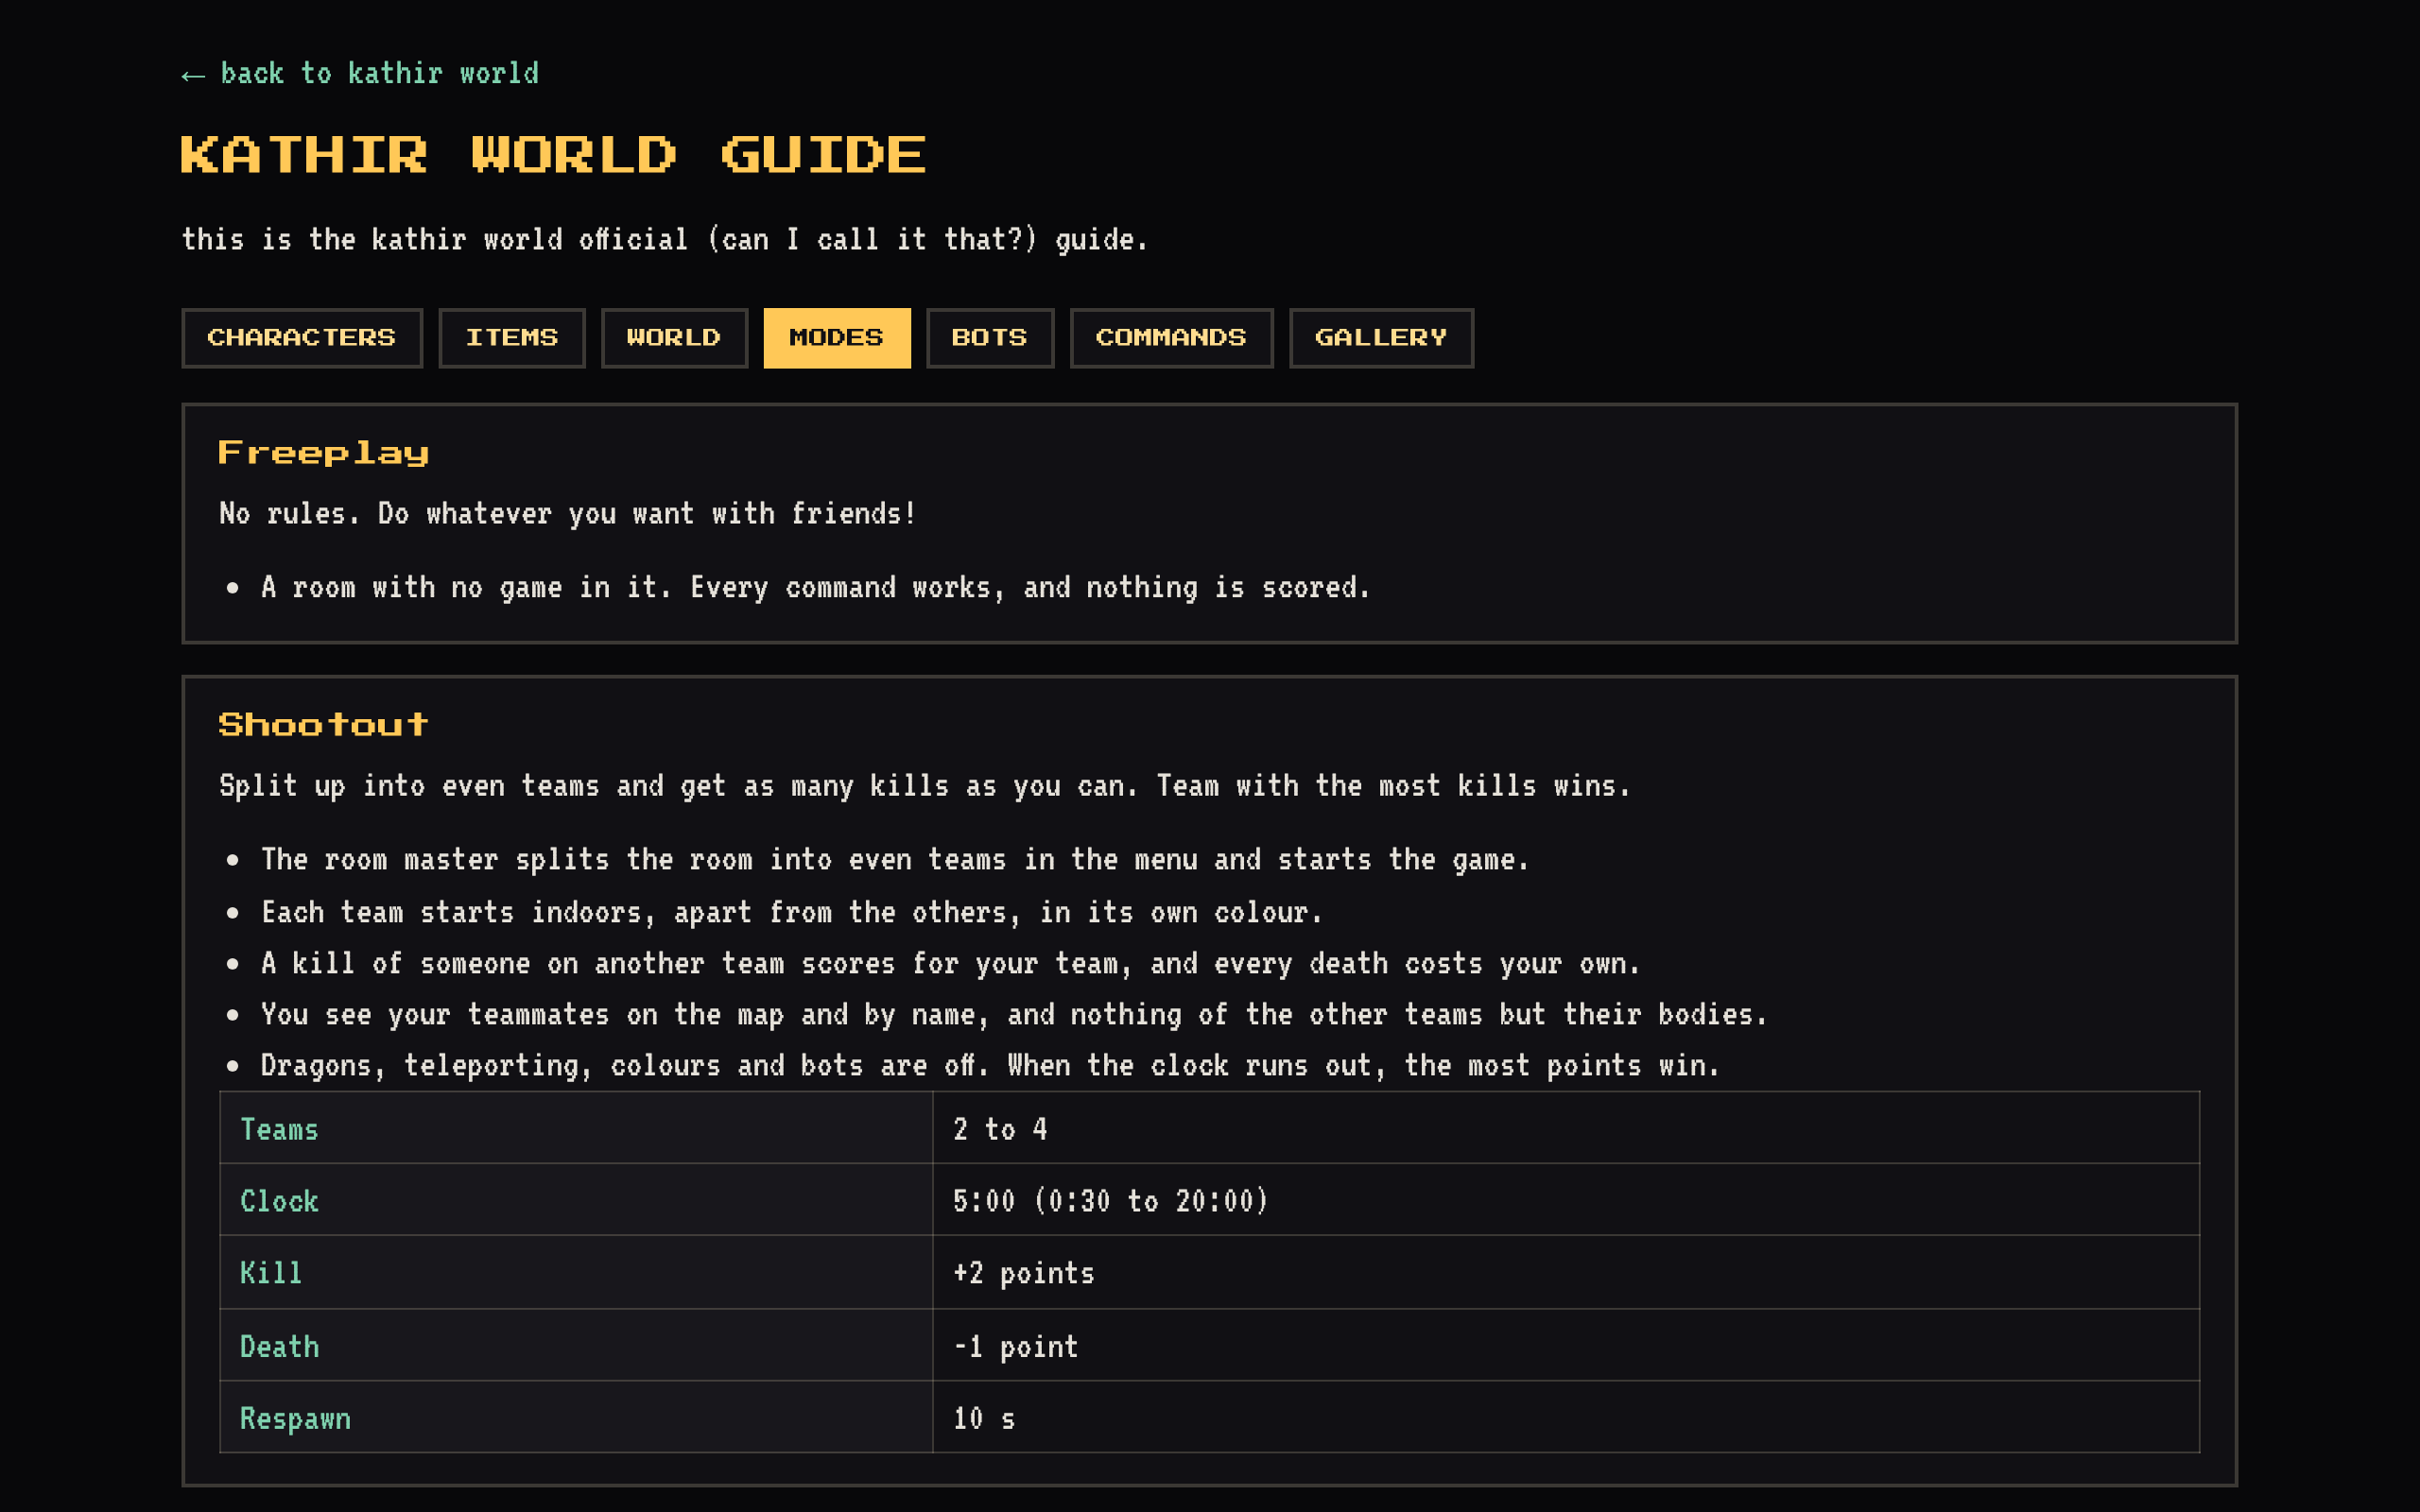 ← back to kathir world
KATHIR WORLD GUIDE
this is the kathir world official (can I call it that?) guide.
CHARACTERS ITEMS WORLD MODES BOTS COMMANDS GALLERY
Freeplay
No rules. Do whatever you want with friends!
• A room with no game in it. Every command works, and nothing is scored.
Shootout
Split up into even teams and get as many kills as you can. Team with the most kills wins.
• The room master splits the room into even teams in the menu and starts the game.
• Each team starts indoors, apart from the others, in its own colour.
• A kill of someone on another team scores for your team, and every death costs your own.
• You see your teammates on the map and by name, and nothing of the other teams but their bodies.
• Dragons, teleporting, colours and bots are off. When the clock runs out, the most points win.
Teams 2 to 4
Clock 5:00 (0:30 to 20:00)
Kill +2 points
Death -1 point
Respawn 10 s